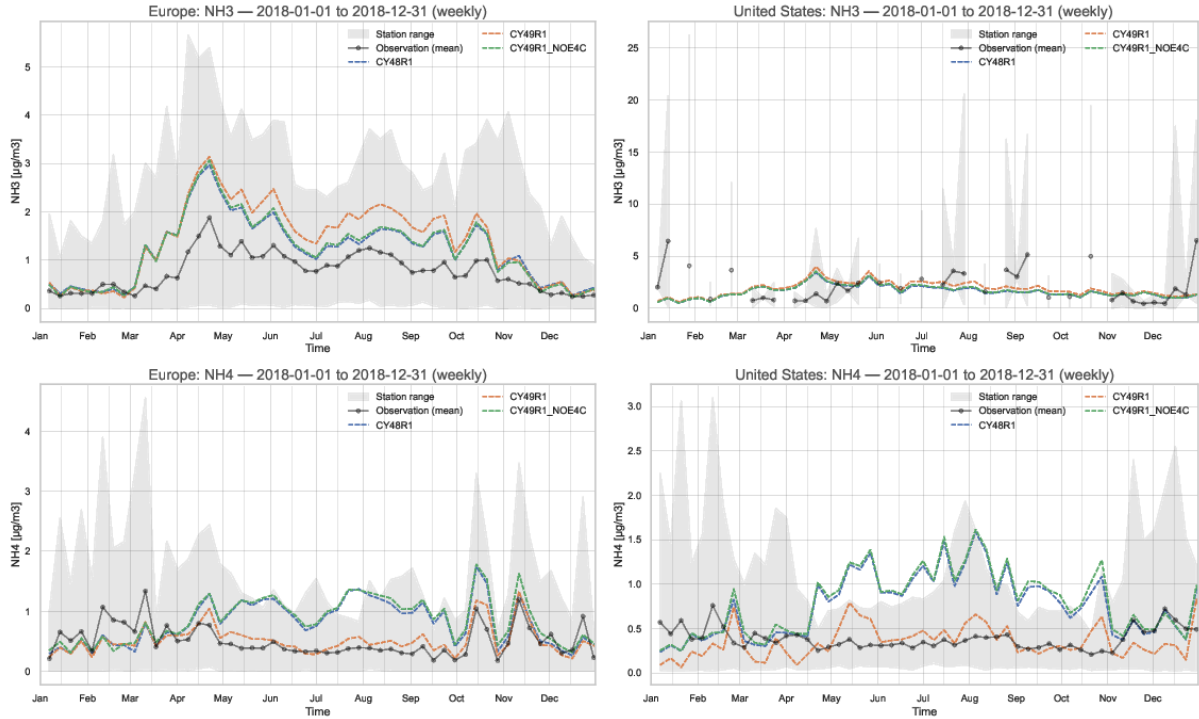 Europe: NH3 — 2018-01-01 to 2018-12-31 (weekly)
Station range
Observation (mean)
CY48R1
CY49R1
CY49R1_NOE4C
NH3 [µg/m3]
5
4
3
2
1
0
Jan Feb Mar Apr May Jun Jul Aug Sep Oct Nov Dec
Time
United States: NH3 — 2018-01-01 to 2018-12-31 (weekly)
Station range
Observation (mean)
CY48R1
CY49R1
CY49R1_NOE4C
NH3 [µg/m3]
25
20
15
10
5
0
Jan Feb Mar Apr May Jun Jul Aug Sep Oct Nov Dec
Time
Europe: NH4 — 2018-01-01 to 2018-12-31 (weekly)
Station range
Observation (mean)
CY48R1
CY49R1
CY49R1_NOE4C
NH4 [µg/m3]
4
3
2
1
0
Jan Feb Mar Apr May Jun Jul Aug Sep Oct Nov Dec
Time
United States: NH4 — 2018-01-01 to 2018-12-31 (weekly)
Station range
Observation (mean)
CY48R1
CY49R1
CY49R1_NOE4C
NH4 [µg/m3]
3.0
2.5
2.0
1.5
1.0
0.5
0.0
Jan Feb Mar Apr May Jun Jul Aug Sep Oct Nov Dec
Time